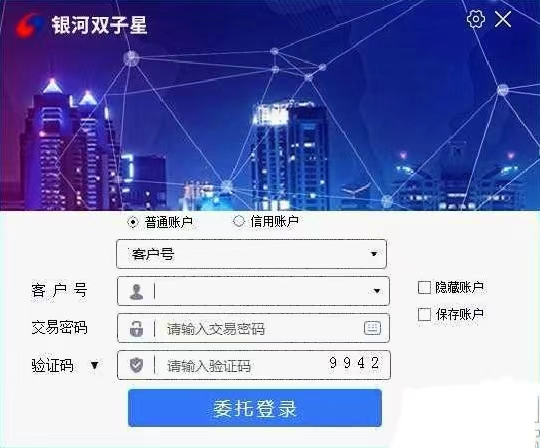 银河双子星
普通账户 信用账户
客户号
客户号
隐藏账户
交易密码 请输入交易密码
保存账户
验证码 请输入验证码 9942
委托登录